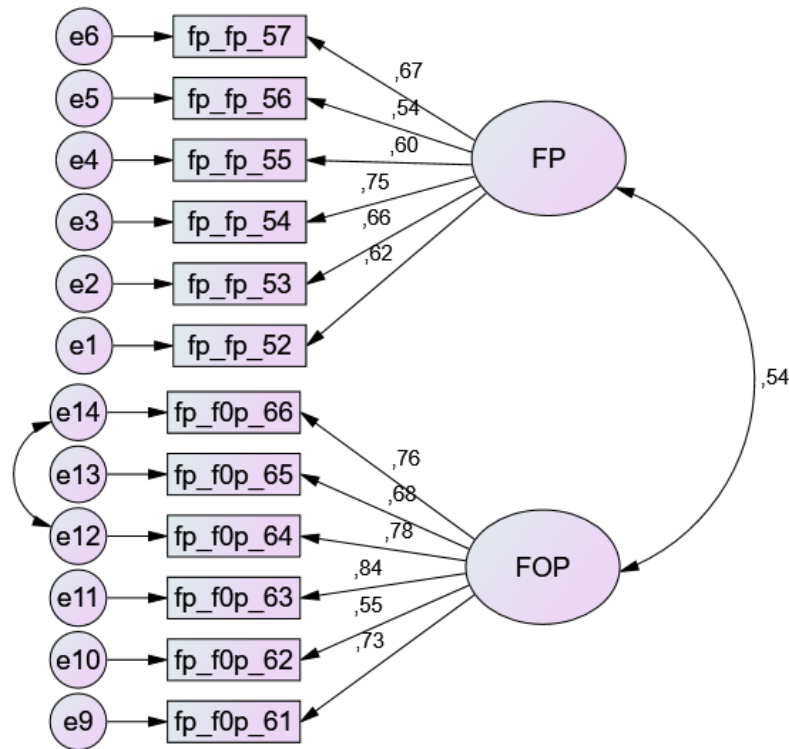 e6 fp_fp_57
,67
e5 fp_fp_56
,54
e4 fp_fp_55
,60
FP
e3 fp_fp_54
,75
e2 fp_fp_53
,66
e1 fp_fp_52
,62
,54
e14 fp_f0p_66
,76
e13 fp_f0p_65
,68
e12 fp_f0p_64
,78
FOP
e11 fp_f0p_63
,84
e10 fp_f0p_62
,55
e9 fp_f0p_61
,73